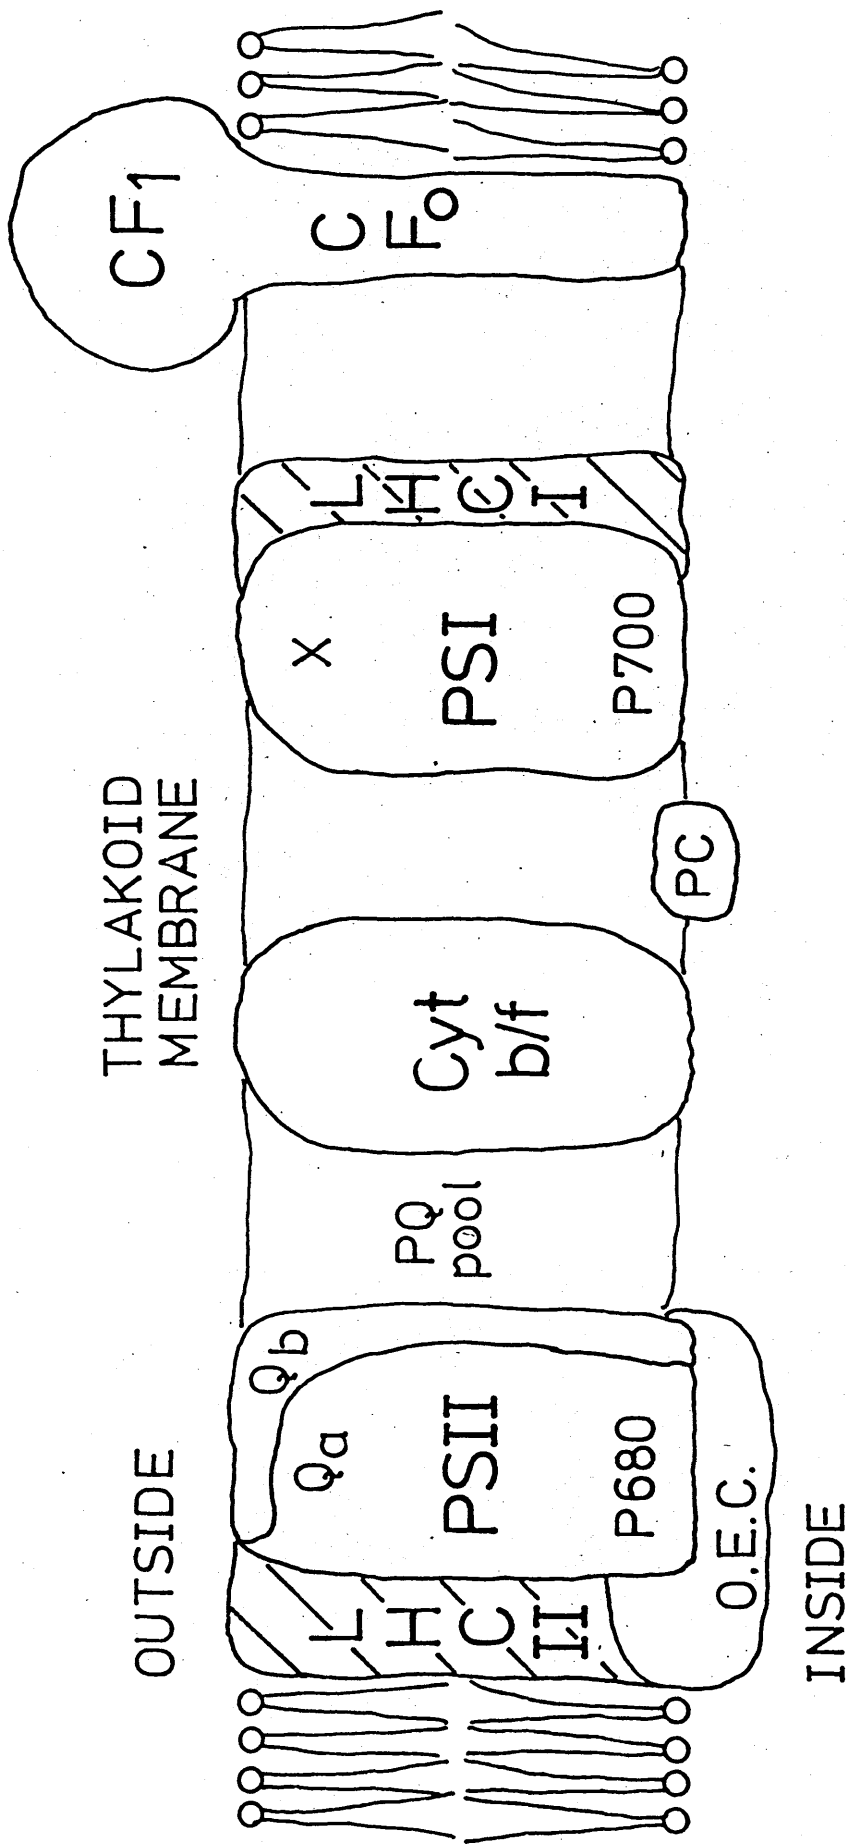 THYLAKOID
MEMBRANE
OUTSIDE
L
H
C
II
Qb
Qa
PSII
P680
O.E.C.
PQ
pool
Cyt
b/f
PC
X
PSI
P700
L
H
C
I
CF1
C
Fo
INSIDE